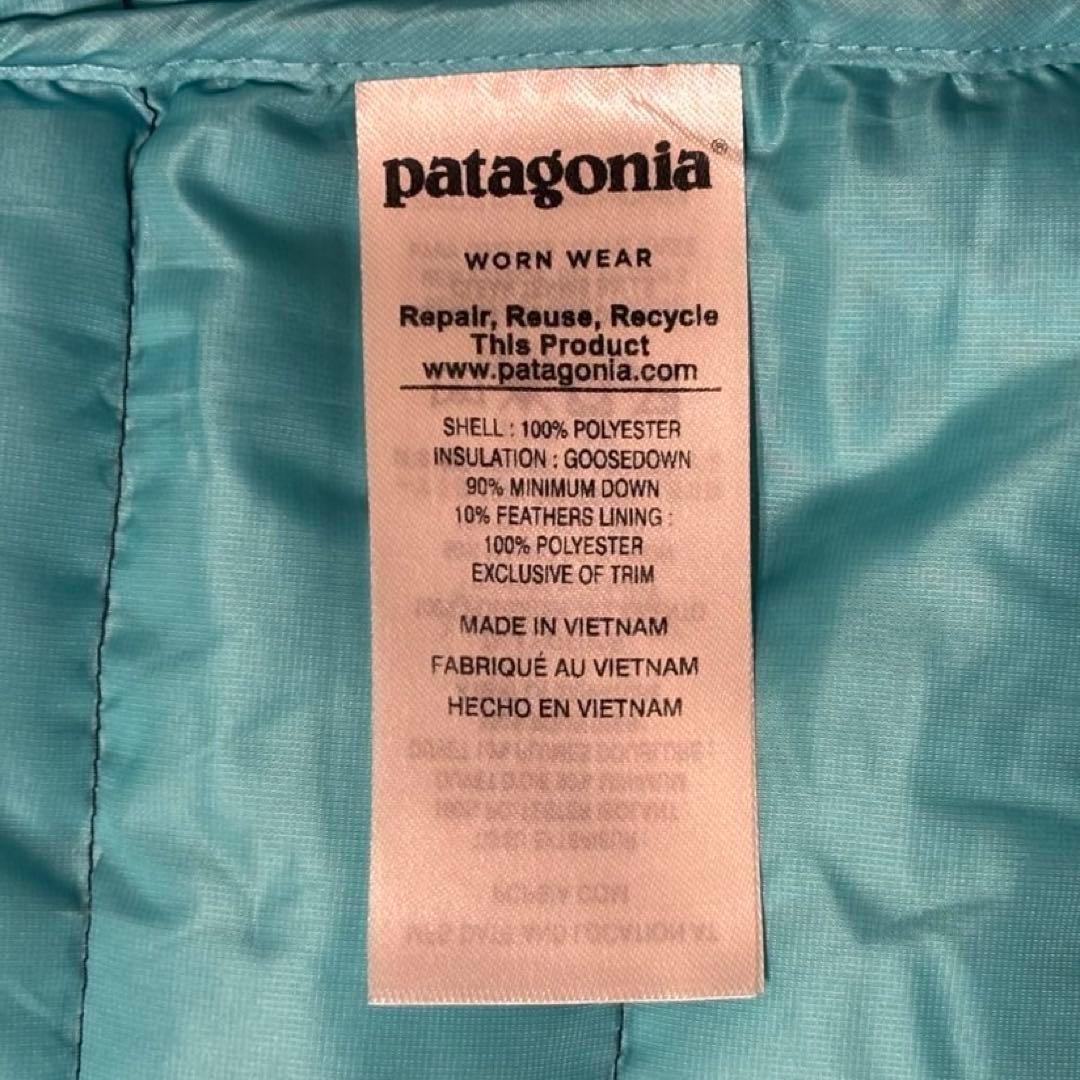 patagonia®
WORN WEAR
Repair, Reuse, Recycle
This Product
www.patagonia.com
SHELL : 100% POLYESTER
INSULATION : GOOSEDOWN
90% MINIMUM DOWN
10% FEATHERS LINING :
100% POLYESTER
EXCLUSIVE OF TRIM
MADE IN VIETNAM
FABRIQUÉ AU VIETNAM
HECHO EN VIETNAM